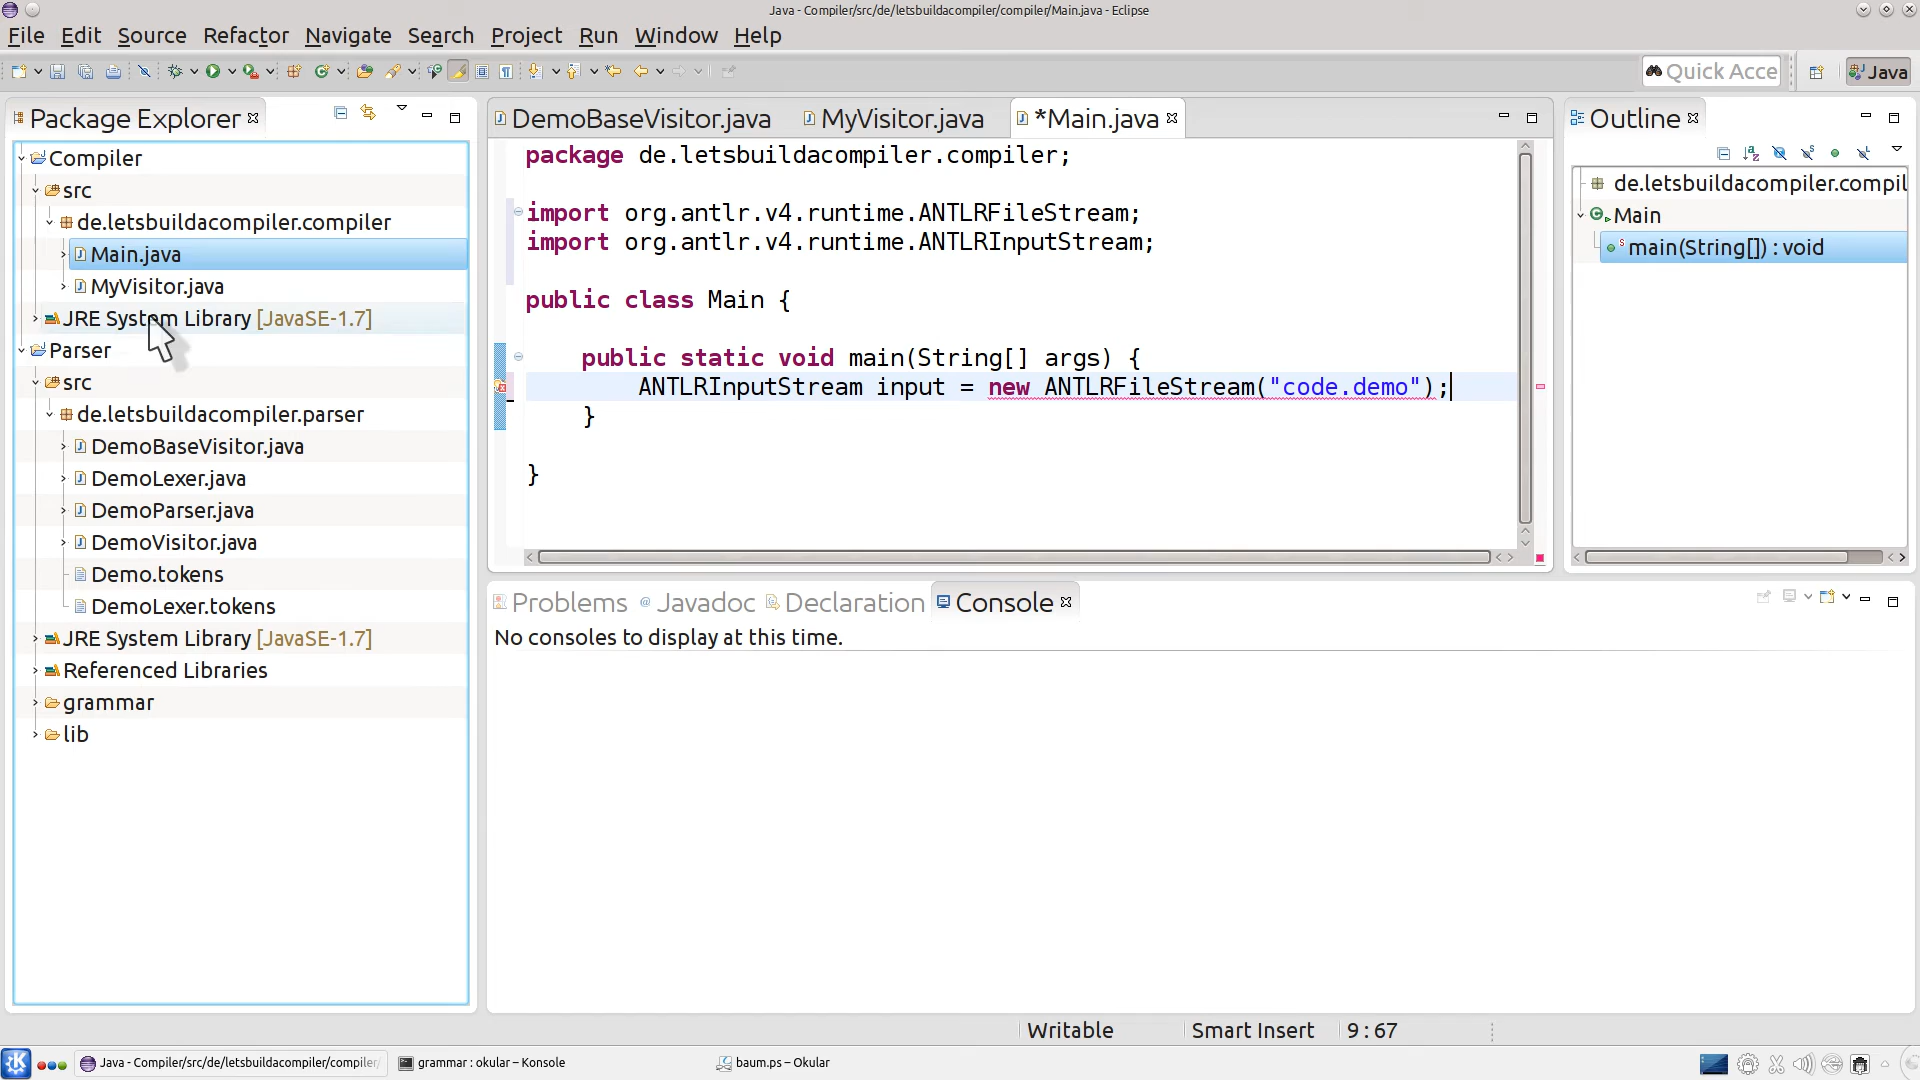 Java - Compiler/src/de/letsbuildacompiler/compiler/Main.java - Eclipse
File Edit Source Refactor Navigate Search Project Run Window Help
Quick Acce
Java
Package Explorer
Compiler
src
de.letsbuildacompiler.compiler
Main.java
MyVisitor.java
JRE System Library [JavaSE-1.7]
Parser
src
de.letsbuildacompiler.parser
DemoBaseVisitor.java
DemoLexer.java
DemoParser.java
DemoVisitor.java
Demo.tokens
DemoLexer.tokens
JRE System Library [JavaSE-1.7]
Referenced Libraries
grammar
lib
DemoBaseVisitor.java MyVisitor.java *Main.java
package de.letsbuildacompiler.compiler;
import org.antlr.v4.runtime.ANTLRFileStream;
import org.antlr.v4.runtime.ANTLRInputStream;
public class Main {
public static void main(String[] args) {
ANTLRInputStream input = new ANTLRFileStream("code.demo");
}
}
Outline
de.letsbuildacompiler.compil
Main
main(String[]) : void
Problems Javadoc Declaration Console
No consoles to display at this time.
Writable Smart Insert 9 : 67
Java - Compiler/src/de/letsbuildacompiler/compiler/ grammar : okular – Konsole baum.ps – Okular